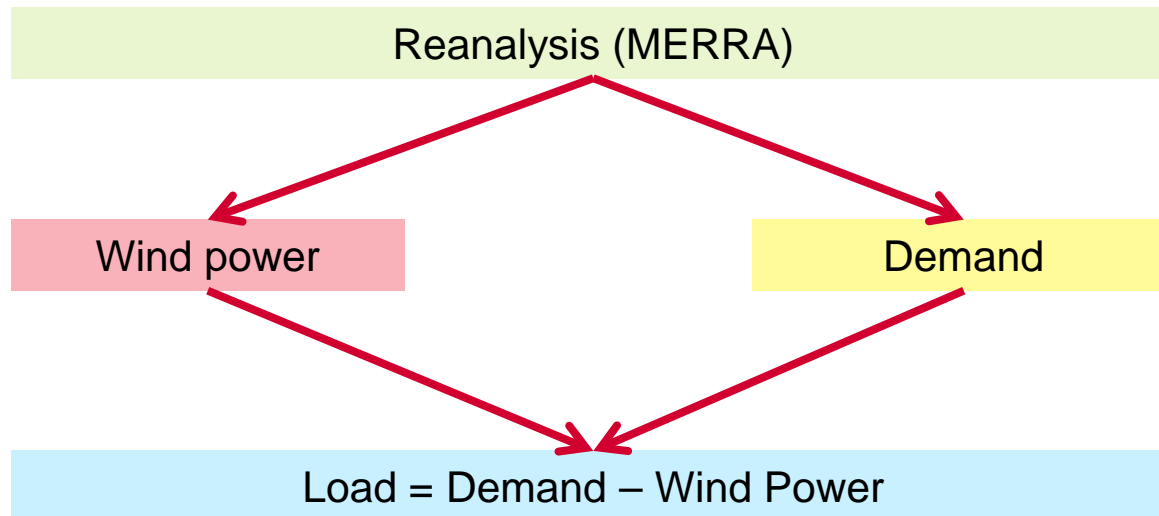 Reanalysis (MERRA)
Wind power
Demand
Load = Demand – Wind Power